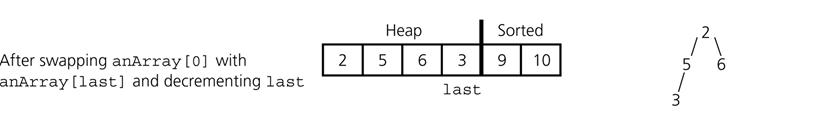 Heap Sorted
After swapping anArray[0] with
anArray[last] and decrementing last
2 5 6 3 9 10
last
2
5 6
3